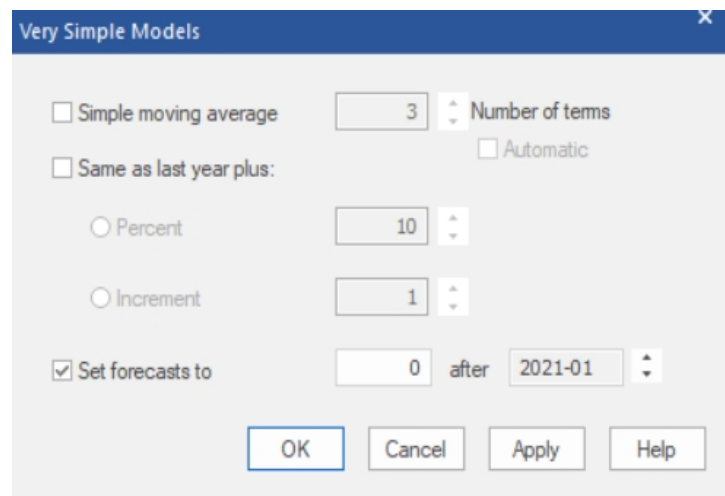 Very Simple Models ×
Simple moving average 3 Number of terms
Automatic
Same as last year plus:
Percent 10
Increment 1
Set forecasts to 0 after 2021-01
OK Cancel Apply Help